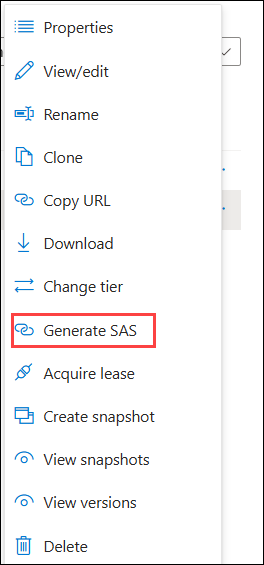 Properties
View/edit
Rename
Clone
Copy URL
Download
Change tier
Generate SAS
Acquire lease
Create snapshot
View snapshots
View versions
Delete